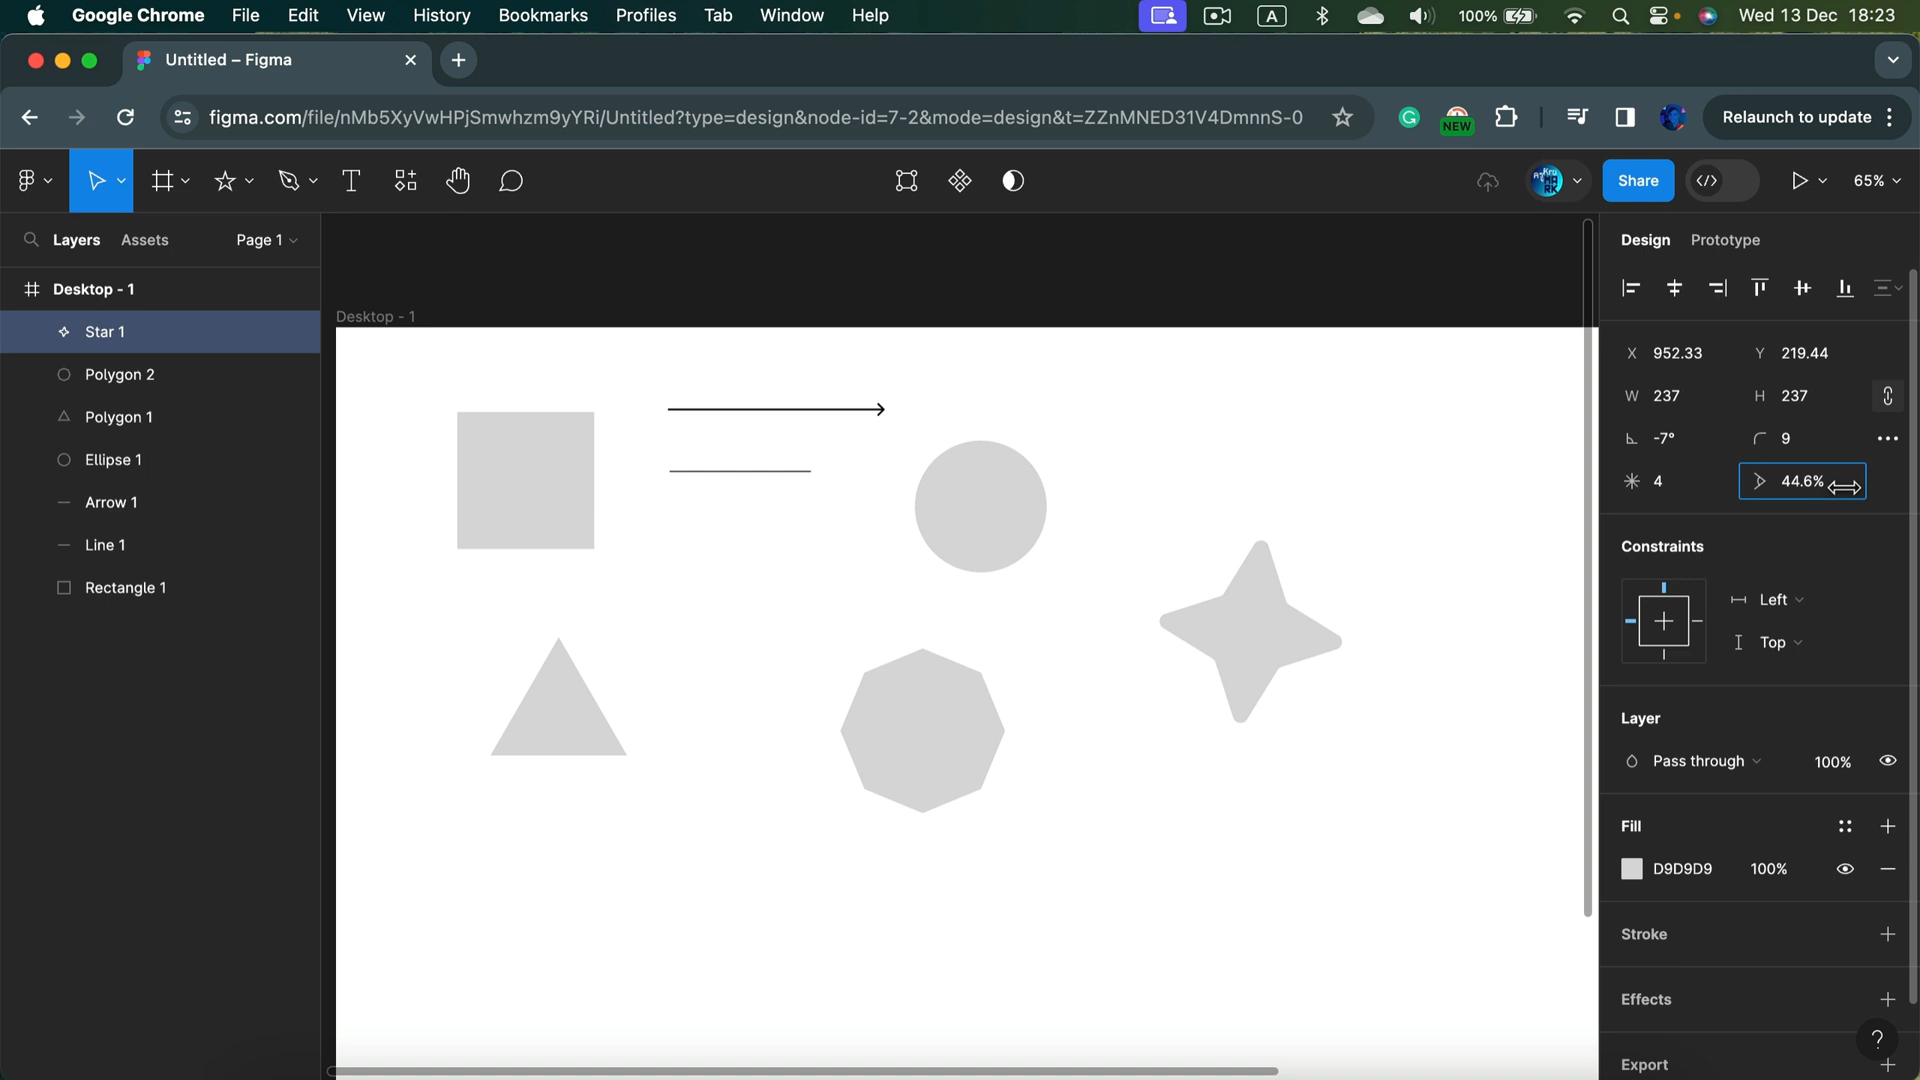 Google Chrome File Edit View History Bookmarks Profiles Tab Window Help A 100% Wed 13 Dec 18:23
Untitled – Figma
figma.com/file/nMb5XyVwHPjSmwhzm9yYRi/Untitled?type=design&node-id=7-2&mode=design&t=ZZnMNED31V4DmnnS-0 NEW Relaunch to update
Share 65%
Layers Assets Page 1 Design Prototype
Desktop - 1
Desktop - 1
Star 1
Polygon 2
Polygon 1
Ellipse 1
Arrow 1
Line 1
Rectangle 1
X 952.33 Y 219.44
W 237 H 237
-7° 9
4 44.6%
Constraints
Left
Top
Layer
Pass through 100%
Fill
D9D9D9 100%
Stroke
Effects
?
Export